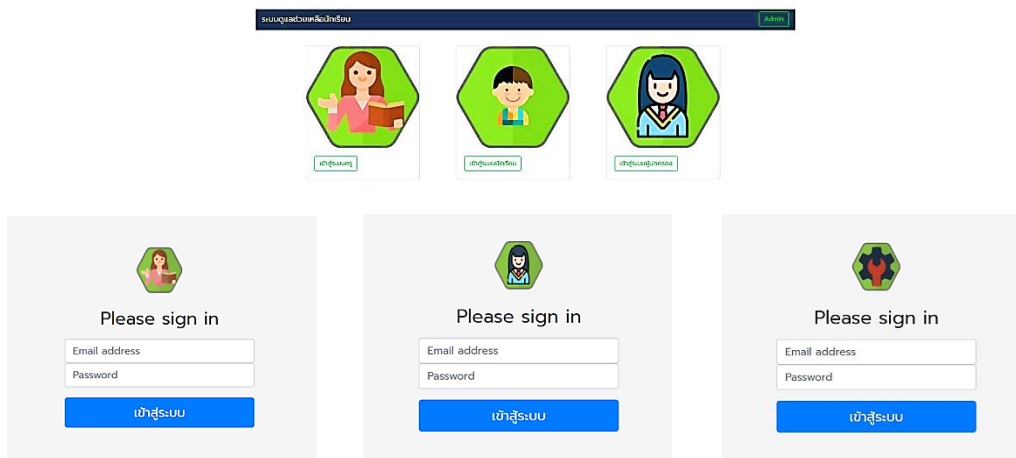 ระบบดูแลช่วยเหลือนักเรียน Admin
เข้าสู่ระบบครู เข้าสู่ระบบนักเรียน เข้าสู่ระบบผู้ปกครอง
Please sign in Please sign in Please sign in
Email address Email address Email address
Password Password Password
เข้าสู่ระบบ เข้าสู่ระบบ เข้าสู่ระบบ